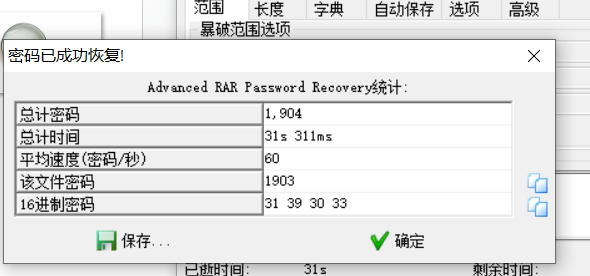 范围 长度 字典 自动保存 选项 高级
暴破范围选项
密码已成功恢复!
Advanced RAR Password Recovery统计:
总计密码 1,904
总计时间 31s 311ms
平均速度(密码/秒) 60
该文件密码 1903
16进制密码 31 39 30 33
保存... 确定
已逝时间: 31s 剩余时间: